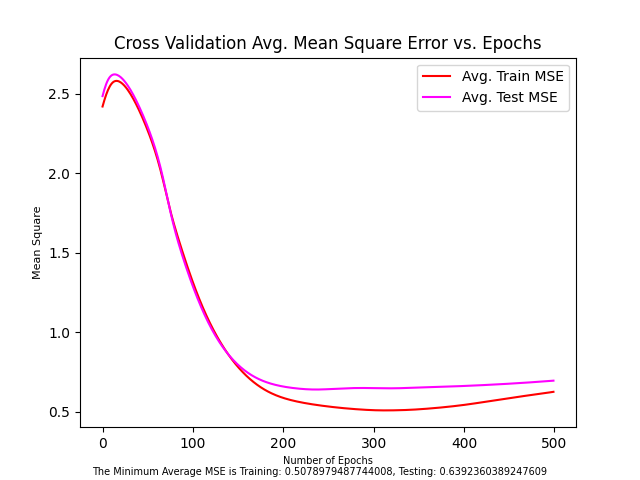 Cross Validation Avg. Mean Square Error vs. Epochs
Avg. Train MSE
Avg. Test MSE
2.5
2.0
1.5
1.0
0.5
Mean Square
0 100 200 300 400 500
Number of Epochs
The Minimum Average MSE is Training: 0.5078979487744008, Testing: 0.6392360389247609